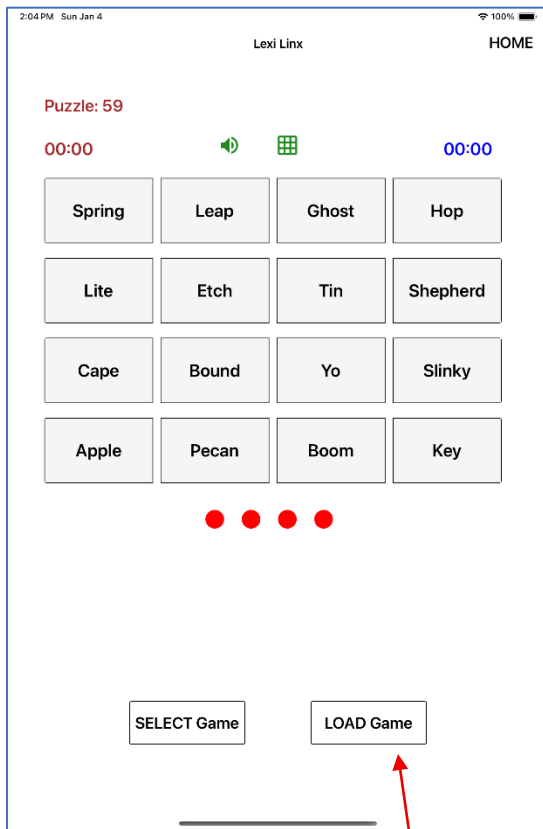 2:04 PM Sun Jan 4 100%
Lexi Linx HOME
Puzzle: 59
00:00 00:00
Spring Leap Ghost Hop
Lite Etch Tin Shepherd
Cape Bound Yo Slinky
Apple Pecan Boom Key
SELECT Game LOAD Game